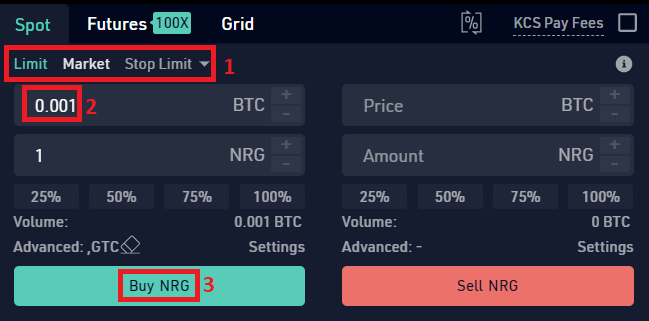 Spot Futures 100X Grid % KCS Pay Fees
Limit Market Stop Limit 1 i
0.001 2 BTC + - Price BTC + -
1 NRG + - Amount NRG + -
25% 50% 75% 100% 25% 50% 75% 100%
Volume: 0.001 BTC Volume: 0 BTC
Advanced: ,GTC Settings Advanced: - Settings
Buy NRG 3 Sell NRG